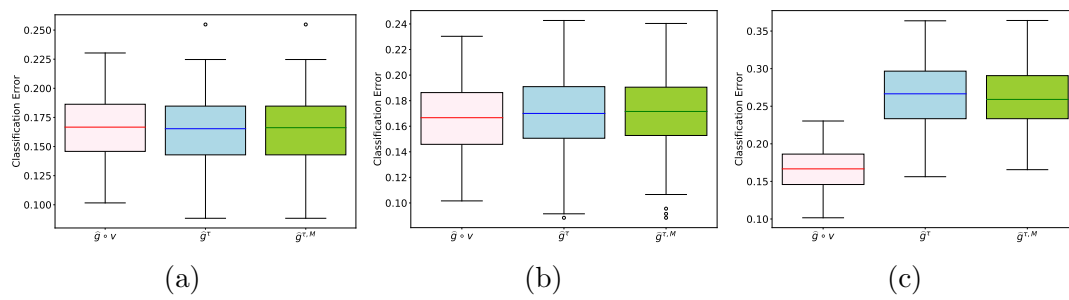 Classification Error
0.250
0.225
0.200
0.175
0.150
0.125
0.100
ĝ ∘ v
g̃^τ
g̃^τ,M
(a)
Classification Error
0.24
0.22
0.20
0.18
0.16
0.14
0.12
0.10
ĝ ∘ v
g̃^τ
g̃^τ,M
(b)
Classification Error
0.35
0.30
0.25
0.20
0.15
0.10
ĝ ∘ v
g̃^τ
g̃^τ,M
(c)